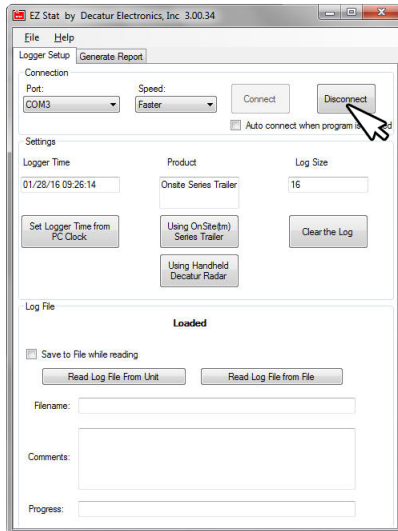 EZ Stat by Decatur Electronics, Inc 3.00.34
File Help
Logger Setup Generate Report
Connection
Port: Speed:
COM3 Faster Connect Disconnect
Auto connect when program is
Settings
Logger Time Product Log Size
01/28/16 09:26:14 Onsite Series Trailer 16
Set Logger Time from PC Clock
Using OnSite(tm) Series Trailer
Clear the Log
Using Handheld Decatur Radar
Log File
Loaded
Save to File while reading
Read Log File From Unit Read Log File from File
Filename:
Comments:
Progress: